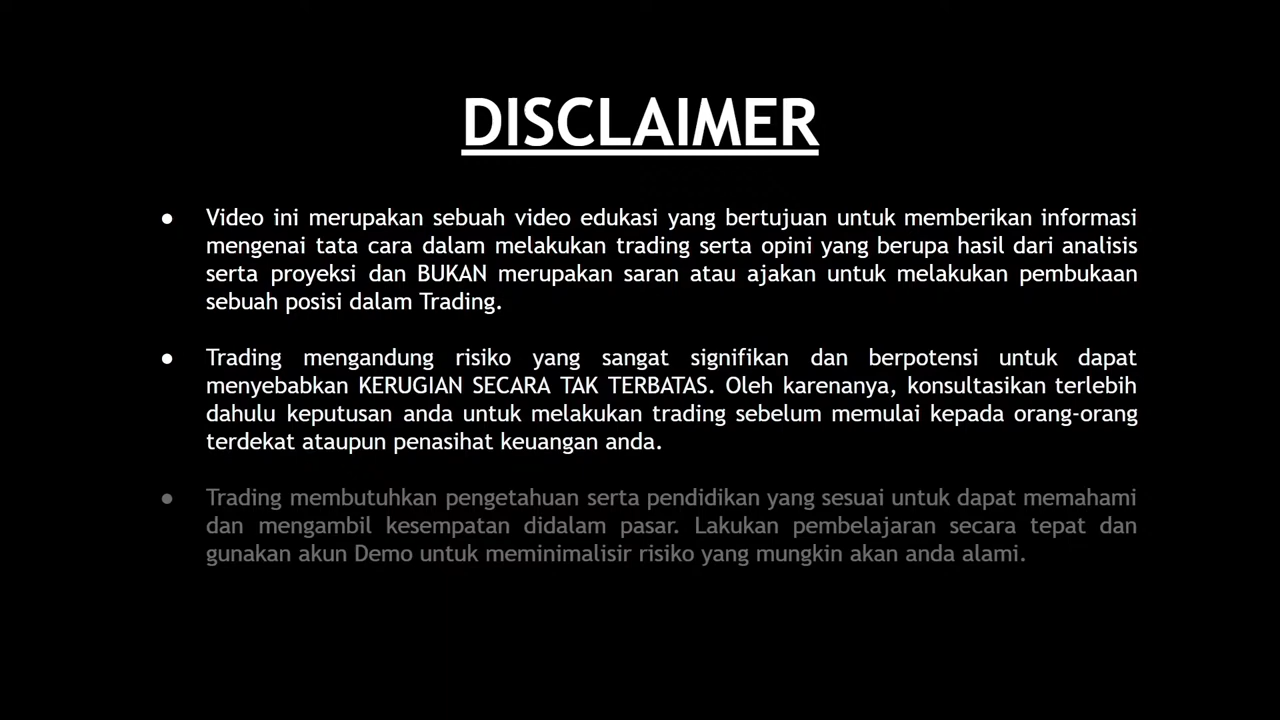 DISCLAIMER
● Video ini merupakan sebuah video edukasi yang bertujuan untuk memberikan informasi
mengenai tata cara dalam melakukan trading serta opini yang berupa hasil dari analisis
serta proyeksi dan BUKAN merupakan saran atau ajakan untuk melakukan pembukaan
sebuah posisi dalam Trading.
● Trading mengandung risiko yang sangat signifikan dan berpotensi untuk dapat
menyebabkan KERUGIAN SECARA TAK TERBATAS. Oleh karenanya, konsultasikan terlebih
dahulu keputusan anda untuk melakukan trading sebelum memulai kepada orang-orang
terdekat ataupun penasihat keuangan anda.
● Trading membutuhkan pengetahuan serta pendidikan yang sesuai untuk dapat memahami
dan mengambil kesempatan didalam pasar. Lakukan pembelajaran secara tepat dan
gunakan akun Demo untuk meminimalisir risiko yang mungkin akan anda alami.